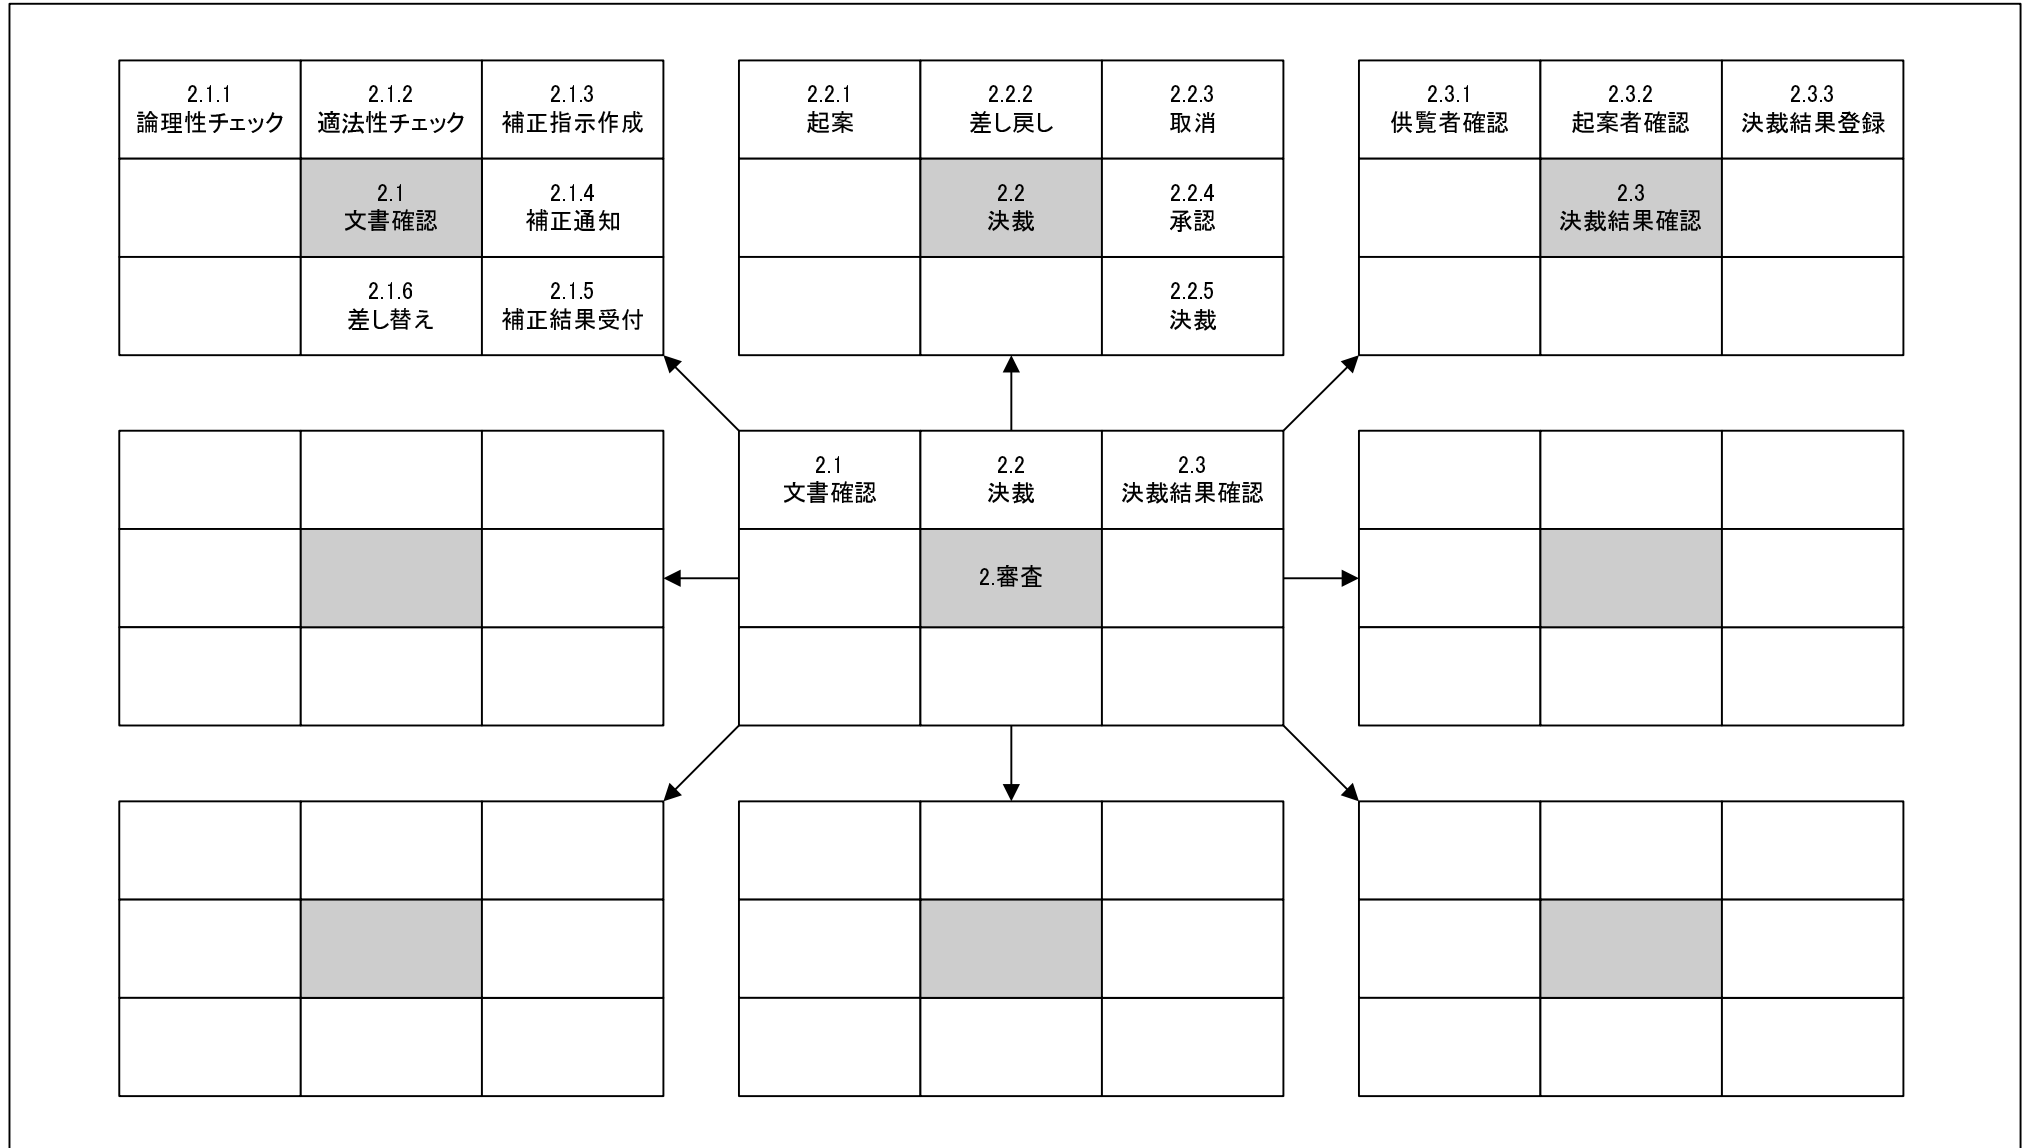 2.1.1
論理性チェック
2.1.2
適法性チェック
2.1.3
補正指示作成
2.1
文書確認
2.1.4
補正通知
2.1.6
差し替え
2.1.5
補正結果受付
2.2.1
起案
2.2.2
差し戻し
2.2.3
取消
2.2
決裁
2.2.4
承認
2.2.5
決裁
2.3.1
供覧者確認
2.3.2
起案者確認
2.3.3
決裁結果登録
2.3
決裁結果確認
2.1
文書確認
2.2
決裁
2.3
決裁結果確認
2.審査